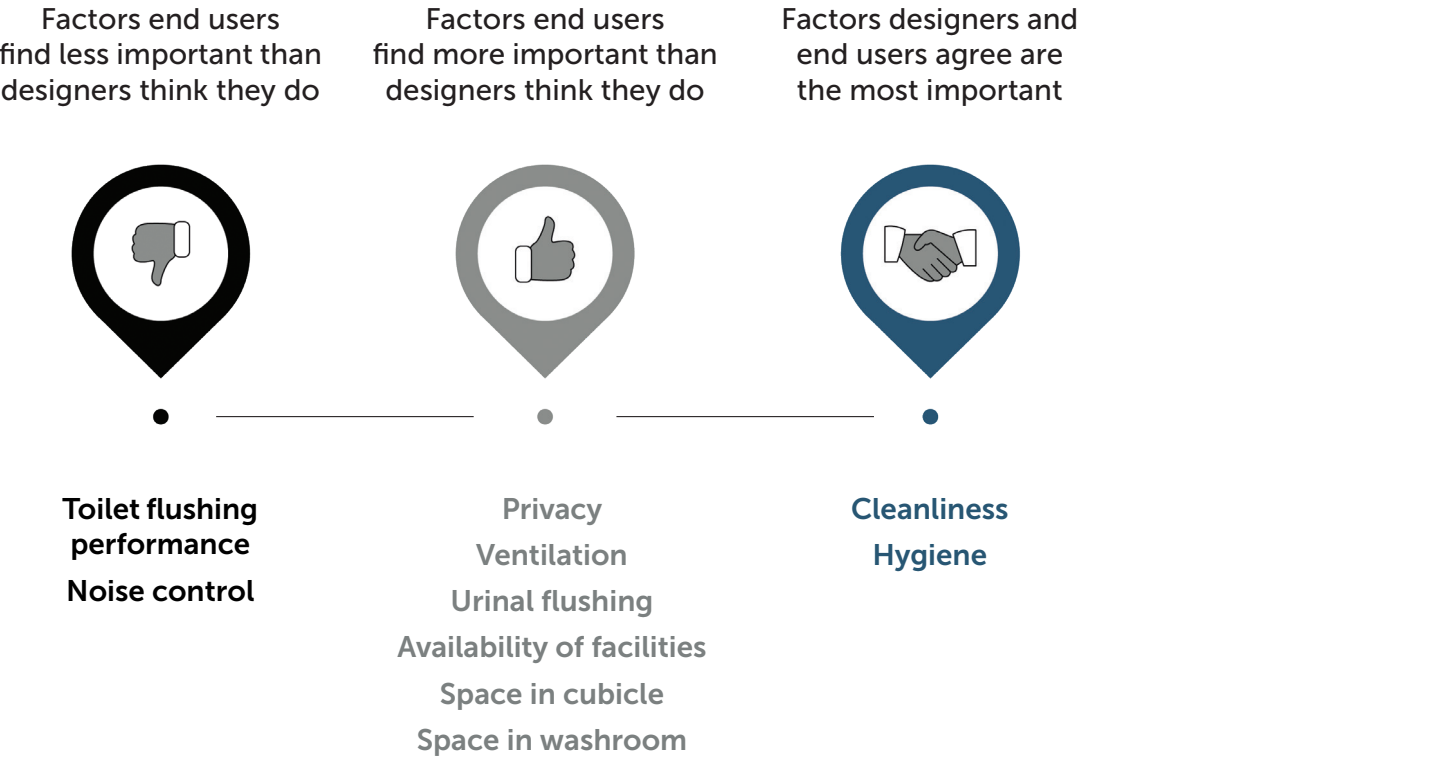 Factors end users
find less important than
designers think they do
Factors end users
find more important than
designers think they do
Factors designers and
end users agree are
the most important
Toilet flushing
performance
Noise control
Privacy
Ventilation
Urinal flushing
Availability of facilities
Space in cubicle
Space in washroom
Cleanliness
Hygiene